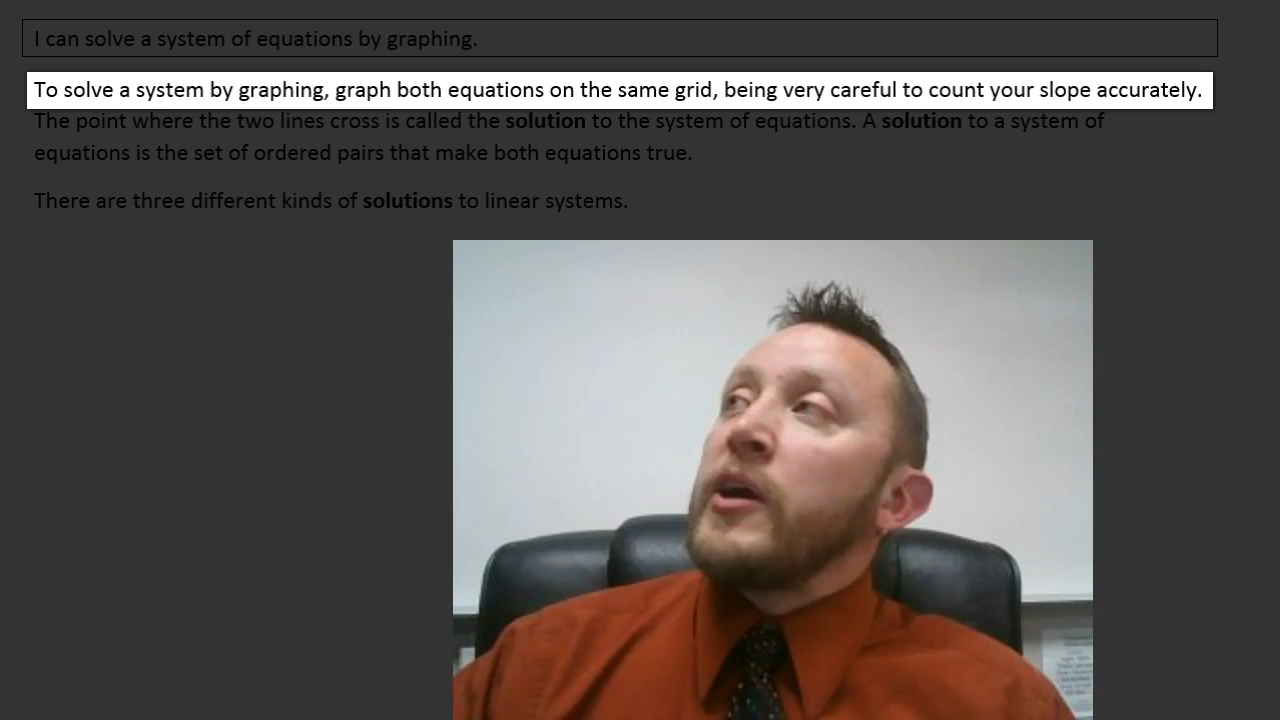 I can solve a system of equations by graphing.
To solve a system by graphing, graph both equations on the same grid, being very careful to count your slope accurately.
The point where the two lines cross is called the solution to the system of equations. A solution to a system of
equations is the set of ordered pairs that make both equations true.
There are three different kinds of solutions to linear systems.